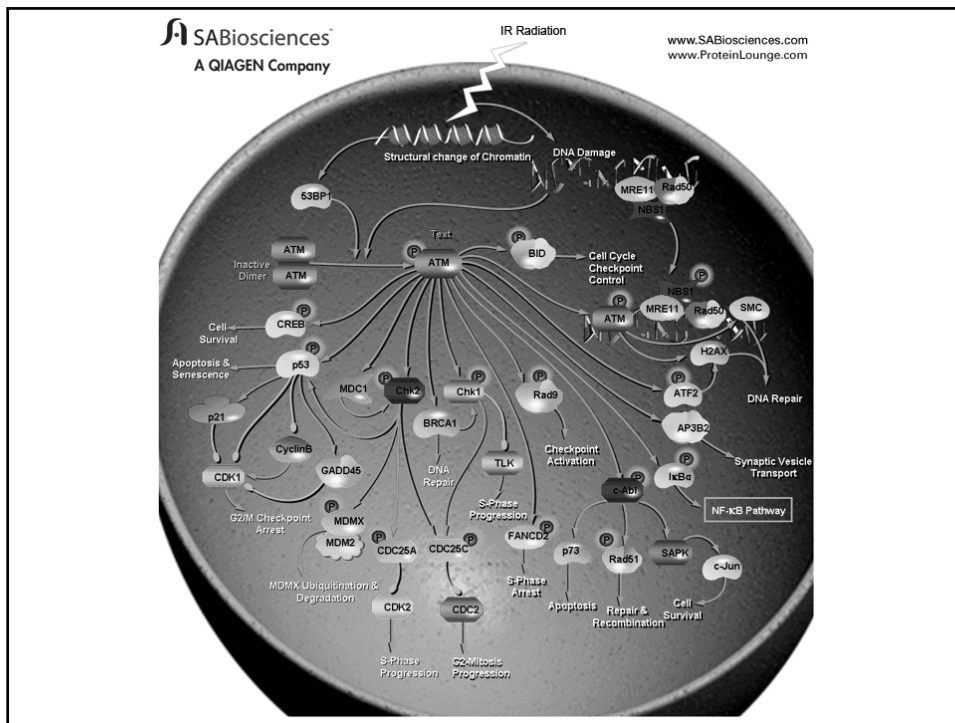 SABiosciences™
A QIAGEN Company
IR Radiation
www.SABiosciences.com
www.ProteinLounge.com
Structural change of Chromatin
DNA Damage
53BP1
MRE11
Rad50
NBS1
Text
ATM
Inactive
Dimer
ATM
P
ATM
P
BID
Cell Cycle
Checkpoint
Control
P
NBS1
P
ATM
MRE11
Rad50
SMC
P
CREB
Cell
Survival
H2AX
P
p53
Apoptosis &
Senescence
MDC1
P
Chk2
Chk1
P
P
Rad9
P
ATF2
DNA Repair
p21
BRCA1
AP3B2
CyclinB
Checkpoint
Activation
CDK1
GADD45
DNA
Repair
TLK
P
IκBα
Synaptic Vesicle
Transport
c-Abl
P
G2/M Checkpoint
Arrest
S-Phase
Progression
NF-κB Pathway
P
MDMX
MDM2
P
CDC25A
CDC25C
P
FANCD2
P
p73
P
Rad51
SAPK
c-Jun
MDMX Ubiquitination &
Degradation
S-Phase
Arrest
CDK2
CDC2
Apoptosis
Repair &
Recombination
Cell
Survival
S-Phase
Progression
G2-Mitosis
Progression